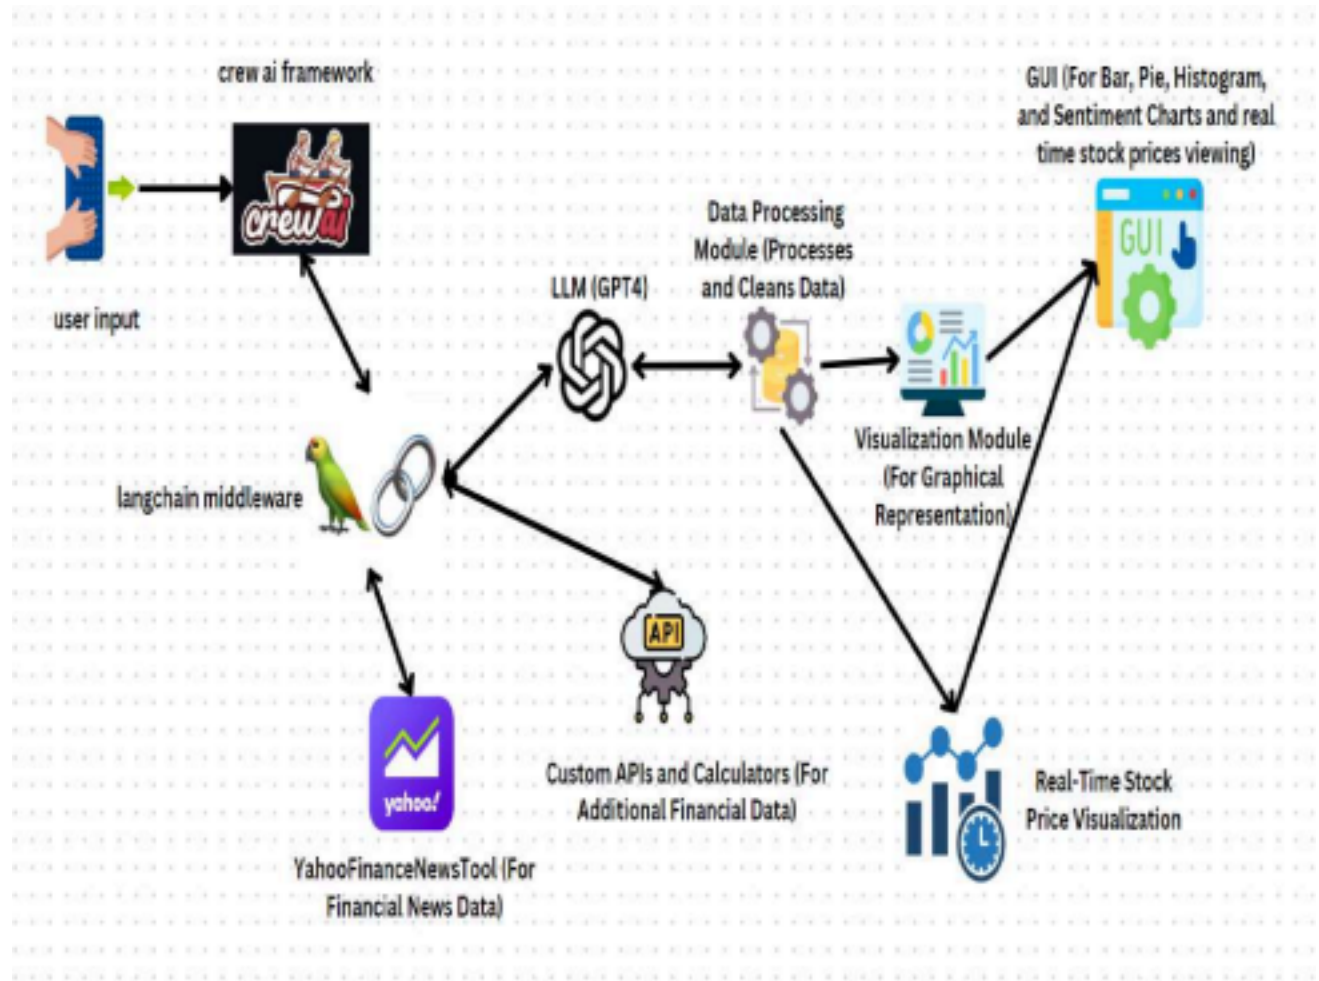 crew ai framework
crewai
user input
langchain middleware
LLM (GPT4)
Data Processing
Module (Processes
and Cleans Data)
GUI (For Bar, Pie, Histogram,
and Sentiment Charts and real
time stock prices viewing)
GUI
Visualization Module
(For Graphical
Representation)
API
Custom APIs and Calculators (For
Additional Financial Data)
yahoo!
YahooFinanceNewsTool (For
Financial News Data)
Real-Time Stock
Price Visualization